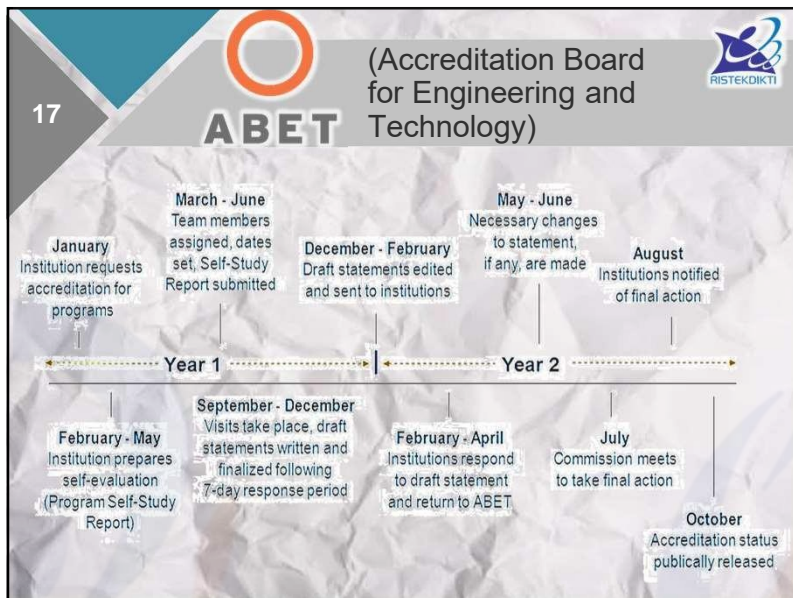 17
ABET
(Accreditation Board
for Engineering and
Technology)
RISTEKDIKTI
January
Institution requests
accreditation for
programs
March - June
Team members
assigned, dates
set, Self-Study
Report submitted
December - February
Draft statements edited
and sent to institutions
May - June
Necessary changes
to statement,
if any, are made
August
Institutions notified
of final action
Year 1
Year 2
February - May
Institution prepares
self-evaluation
(Program Self-Study
Report)
September - December
Visits take place, draft
statements written and
finalized following
7-day response period
February - April
Institutions respond
to draft statement
and return to ABET
July
Commission meets
to take final action
October
Accreditation status
publically released